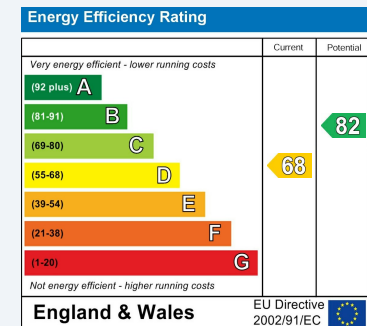 Energy Efficiency Rating
Current Potential
Very energy efficient - lower running costs
(92 plus) A
(81-91) B
82
(69-80) C
(55-68) D
68
(39-54) E
(21-38) F
(1-20) G
Not energy efficient - higher running costs
England & Wales
EU Directive
2002/91/EC